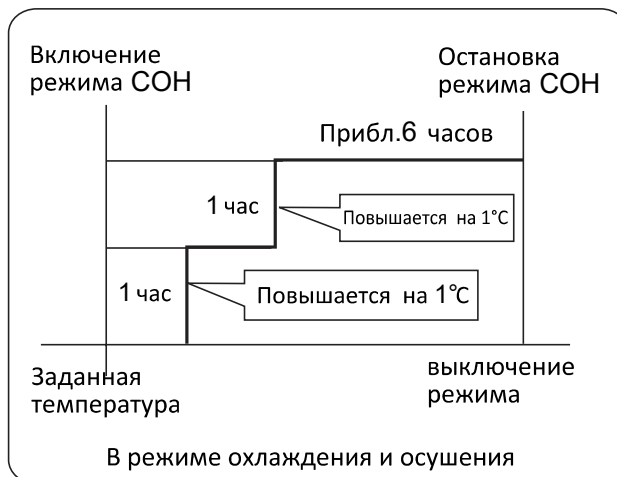 Включение
режима СОН
Остановка
режима СОН
Прибл.6 часов
1 час
Повышается на 1°C
1 час
Повышается на 1°C
Заданная
температура
выключение
режима
В режиме охлаждения и осушения